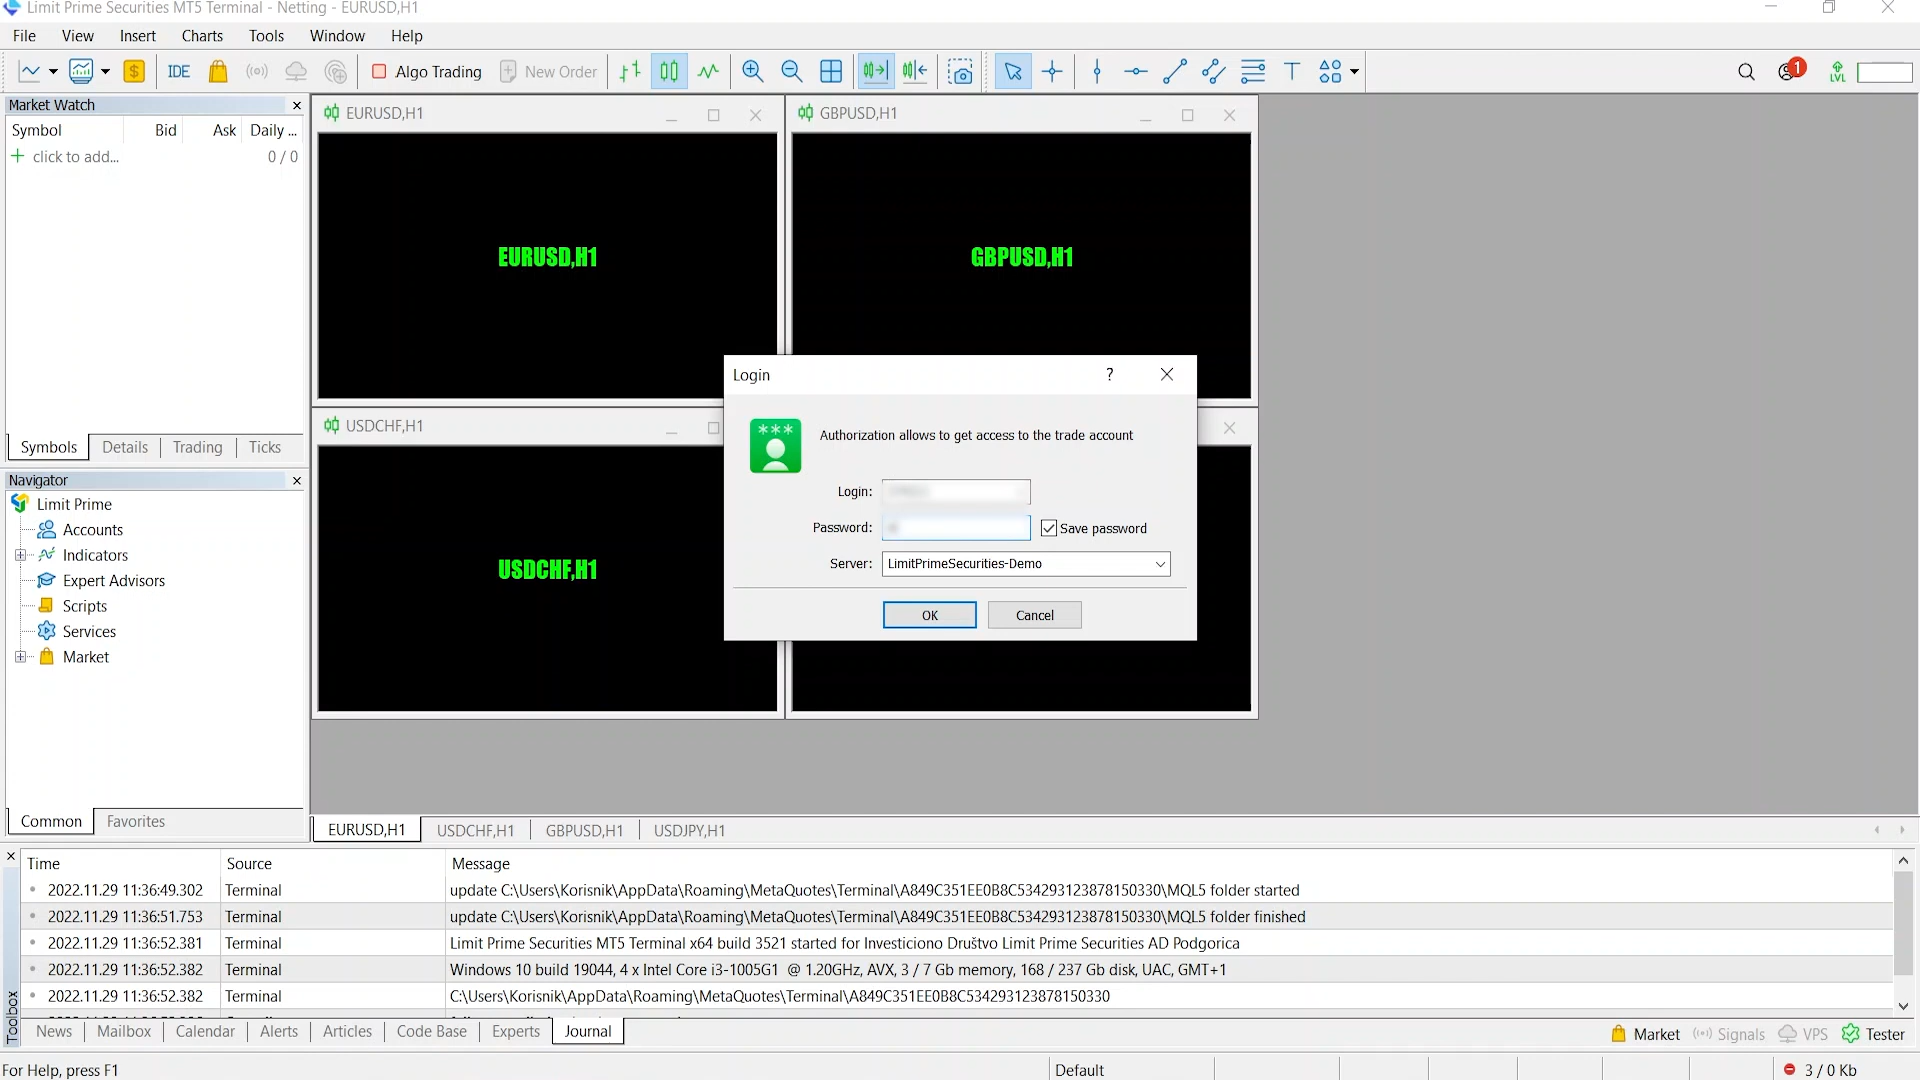 Limit Prime Securities MT5 Terminal - Netting - EURUSD,H1
File View Insert Charts Tools Window Help
IDE Algo Trading New Order 1 LVL
Market Watch
Symbol Bid Ask Daily ...
click to add... 0 / 0
Symbols Details Trading Ticks
Navigator
Limit Prime
Accounts
Indicators
Expert Advisors
Scripts
Services
Market
Common Favorites
EURUSD,H1
EURUSD,H1
GBPUSD,H1
GBPUSD,H1
USDCHF,H1
USDCHF,H1
Login ?
***
Authorization allows to get access to the trade account
Login:
Password: Save password
Server: LimitPrimeSecurities-Demo
OK Cancel
EURUSD,H1 USDCHF,H1 GBPUSD,H1 USDJPY,H1
Toolbox
Time Source Message
2022.11.29 11:36:49.302 Terminal update C:\Users\Korisnik\AppData\Roaming\MetaQuotes\Terminal\A849C351EE0B8C534293123878150330\MQL5 folder started
2022.11.29 11:36:51.753 Terminal update C:\Users\Korisnik\AppData\Roaming\MetaQuotes\Terminal\A849C351EE0B8C534293123878150330\MQL5 folder finished
2022.11.29 11:36:52.381 Terminal Limit Prime Securities MT5 Terminal x64 build 3521 started for Investiciono Društvo Limit Prime Securities AD Podgorica
2022.11.29 11:36:52.382 Terminal Windows 10 build 19044, 4 x Intel Core i3-1005G1 @ 1.20GHz, AVX, 3 / 7 Gb memory, 168 / 237 Gb disk, UAC, GMT+1
2022.11.29 11:36:52.382 Terminal C:\Users\Korisnik\AppData\Roaming\MetaQuotes\Terminal\A849C351EE0B8C534293123878150330
News Mailbox Calendar Alerts Articles Code Base Experts Journal Market Signals VPS Tester
For Help, press F1 Default 3 / 0 Kb